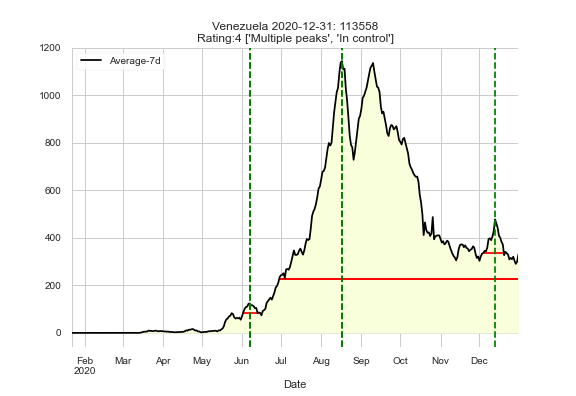 Venezuela 2020-12-31: 113558
Rating:4 ['Multiple peaks', 'In control']
1200
Average-7d
1000
800
600
400
200
0
Feb Mar Apr May Jun Jul Aug Sep Oct Nov Dec
2020
Date